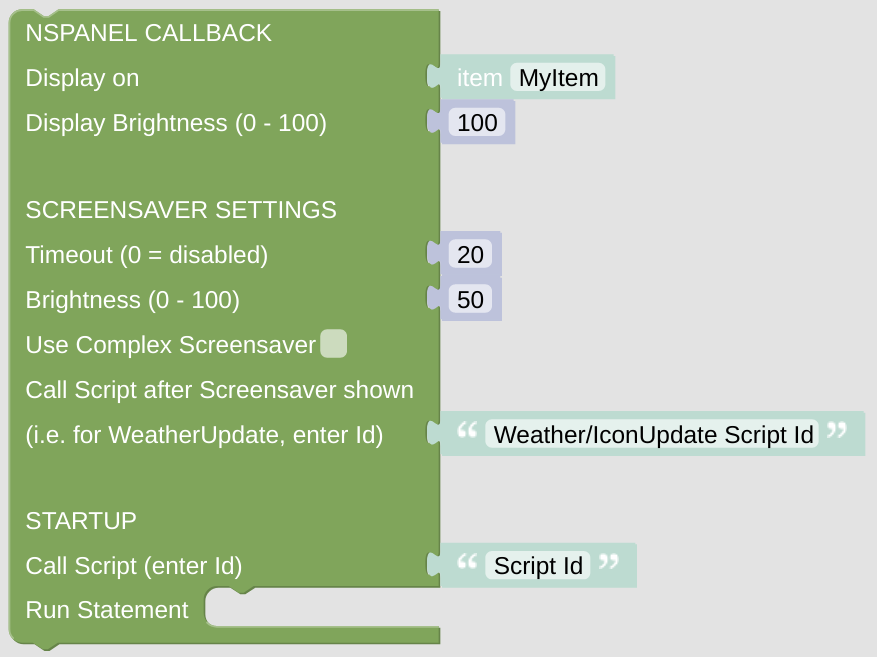 NSPANEL CALLBACK
Display on item MyItem
Display Brightness (0 - 100) 100
SCREENSAVER SETTINGS
Timeout (0 = disabled) 20
Brightness (0 - 100) 50
Use Complex Screensaver
Call Script after Screensaver shown
(i.e. for WeatherUpdate, enter Id) “ Weather/IconUpdate Script Id ”
STARTUP
Call Script (enter Id) “ Script Id ”
Run Statement